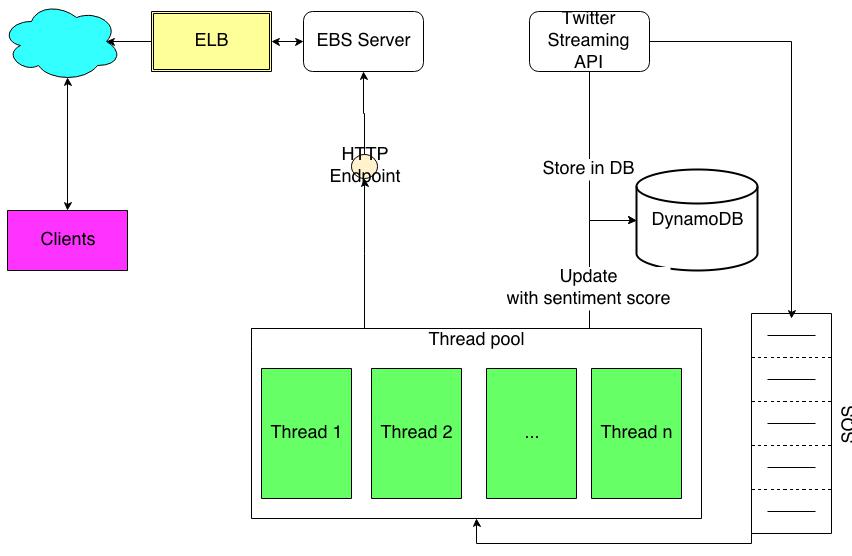 ELB
EBS Server
Twitter
Streaming
API
HTTP
Endpoint
Store in DB
DynamoDB
Clients
Update
with sentiment score
Thread pool
Thread 1
Thread 2
...
Thread n
SQS